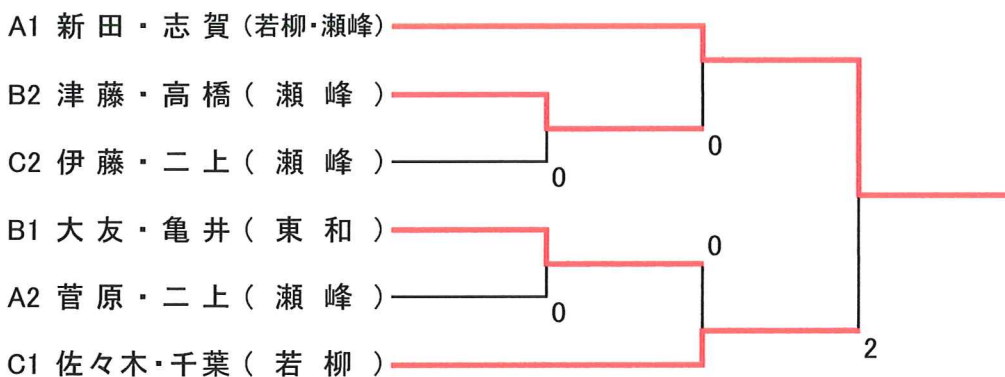 A1 新田・志賀(若柳・瀬峰)
B2 津藤・高橋(瀬峰)
0
C2 伊藤・二上(瀬峰)
0
B1 大友・亀井(東和)
0
A2 菅原・二上(瀬峰)
0
2
C1 佐々木・千葉(若柳)